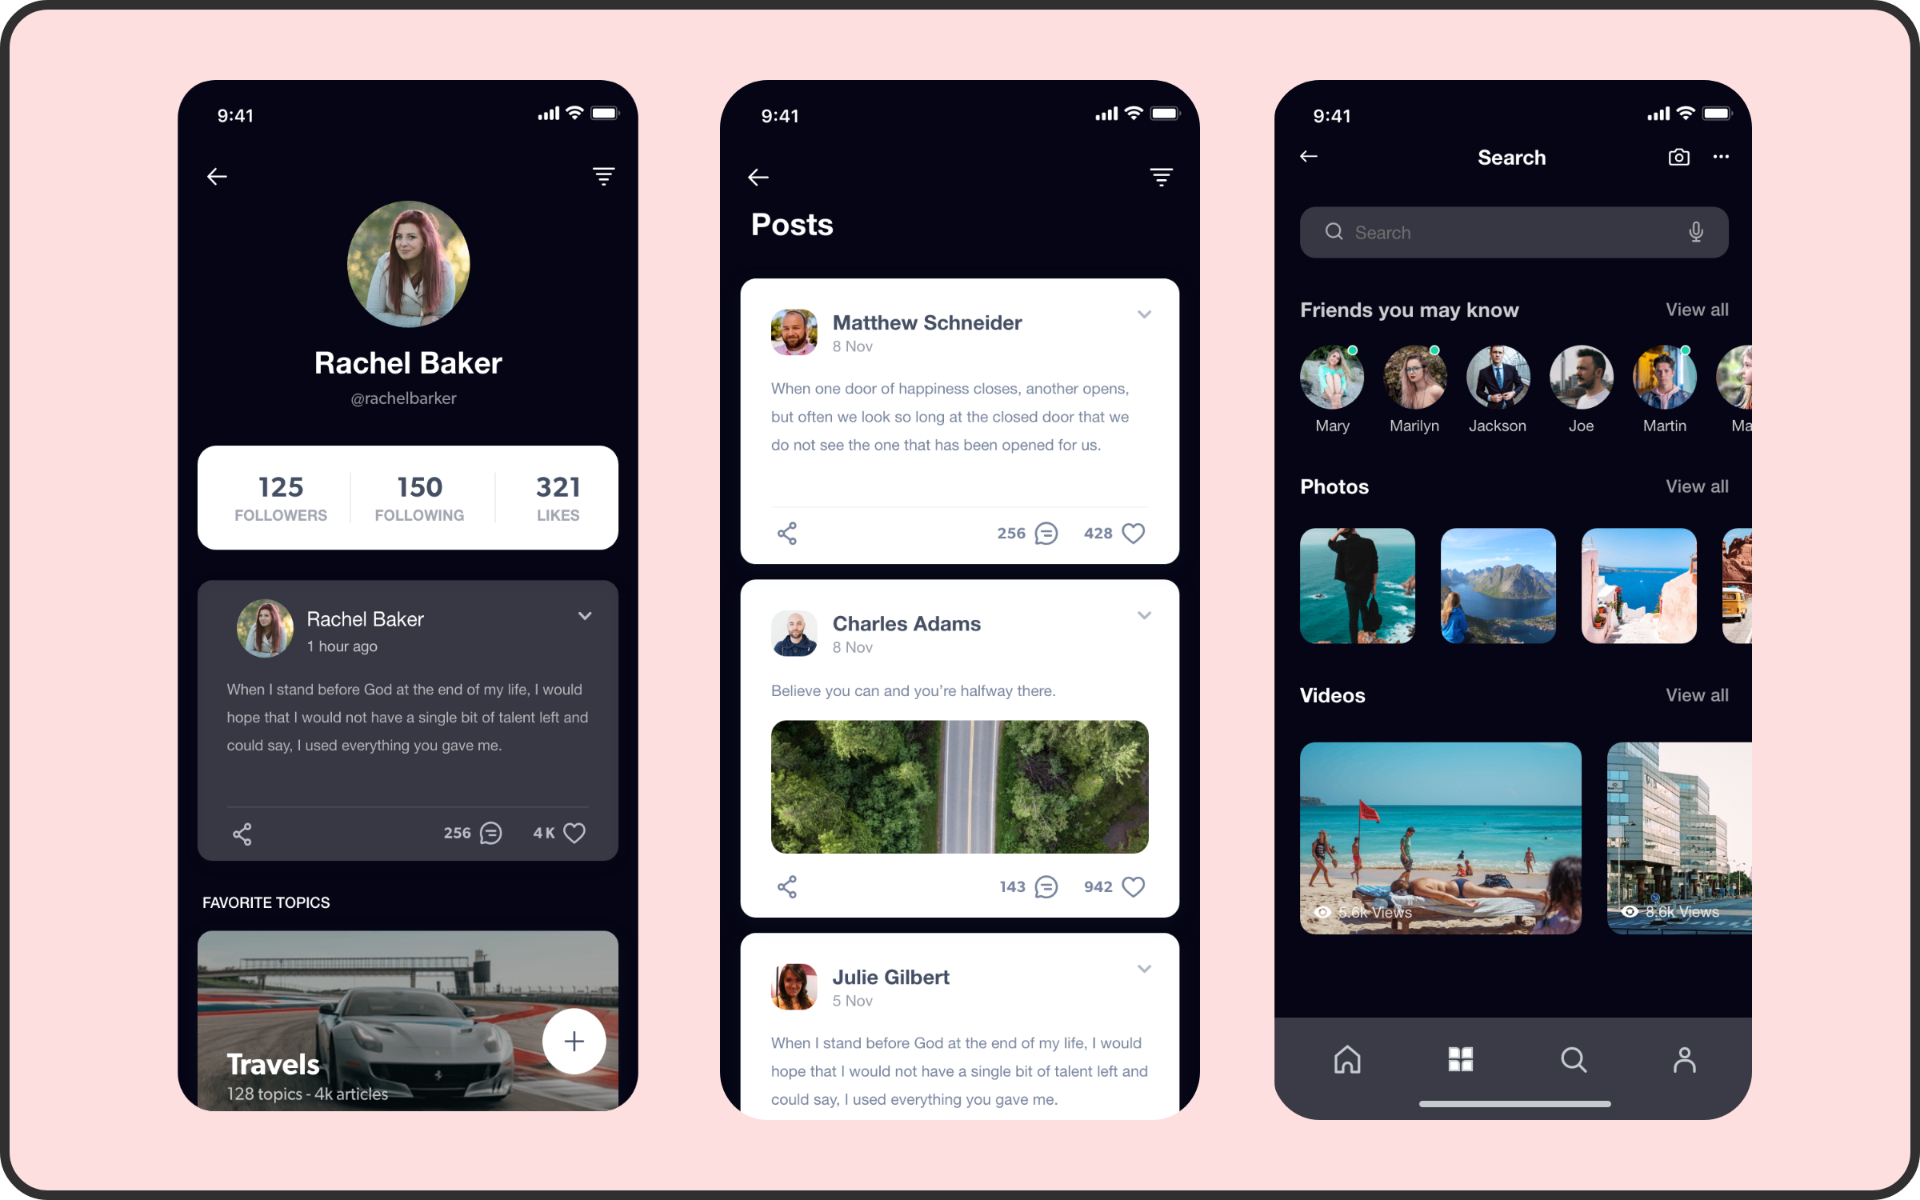 9:41
Rachel Baker
@rachelbarker
125
FOLLOWERS
150
FOLLOWING
321
LIKES
Rachel Baker
1 hour ago
When I stand before God at the end of my life, I would
hope that I would not have a single bit of talent left and
could say, I used everything you gave me.
256
4K
FAVORITE TOPICS
Travels
128 topics - 4k articles
9:41
Posts
Matthew Schneider
8 Nov
When one door of happiness closes, another opens,
but often we look so long at the closed door that we
do not see the one that has been opened for us.
256
428
Charles Adams
8 Nov
Believe you can and you're halfway there.
143
942
Julie Gilbert
5 Nov
When I stand before God at the end of my life, I would
hope that I would not have a single bit of talent left and
could say, I used everything you gave me.
9:41
Search
Search
Friends you may know
View all
Mary
Marilyn
Jackson
Joe
Martin
Ma
Photos
View all
Videos
View all
5.6k Views
8.6k Views